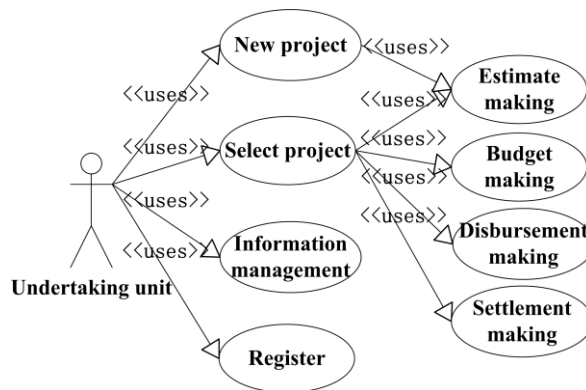 New project
<<uses>>
Estimate
making
<<uses>>
<<uses>>
<<uses>>
Select project
<<uses>>
Budget
making
<<uses>>
<<uses>>
<<uses>>
Information
management
<<uses>>
Disbursement
making
Undertaking unit
Settlement
making
Register